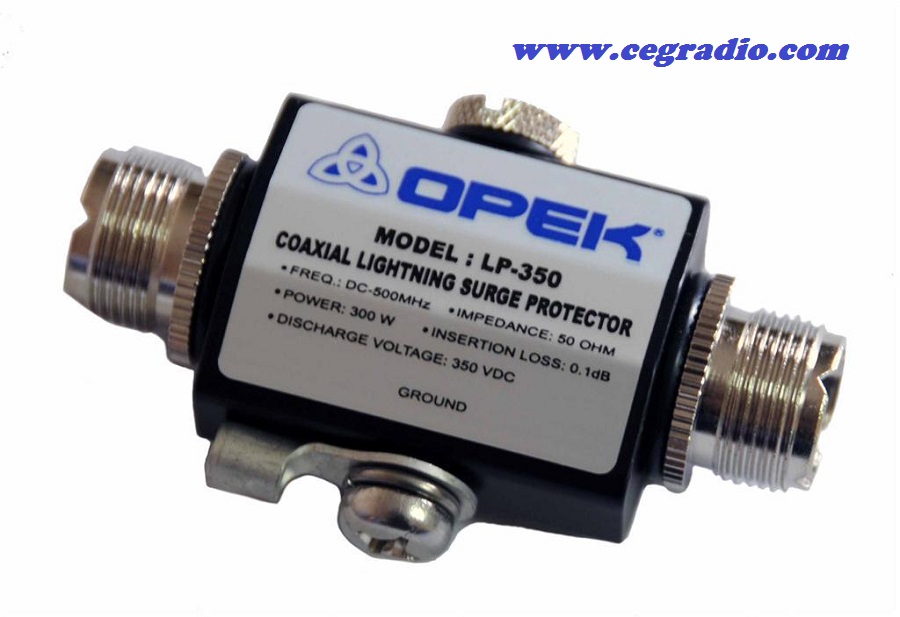 www.cegradio.com
OPEK®
MODEL : LP-350
COAXIAL LIGHTNING SURGE PROTECTOR
•FREQ.: DC-500MHz •IMPEDANCE: 50 OHM
•POWER: 300 W •INSERTION LOSS: 0.1dB
•DISCHARGE VOLTAGE: 350 VDC
GROUND